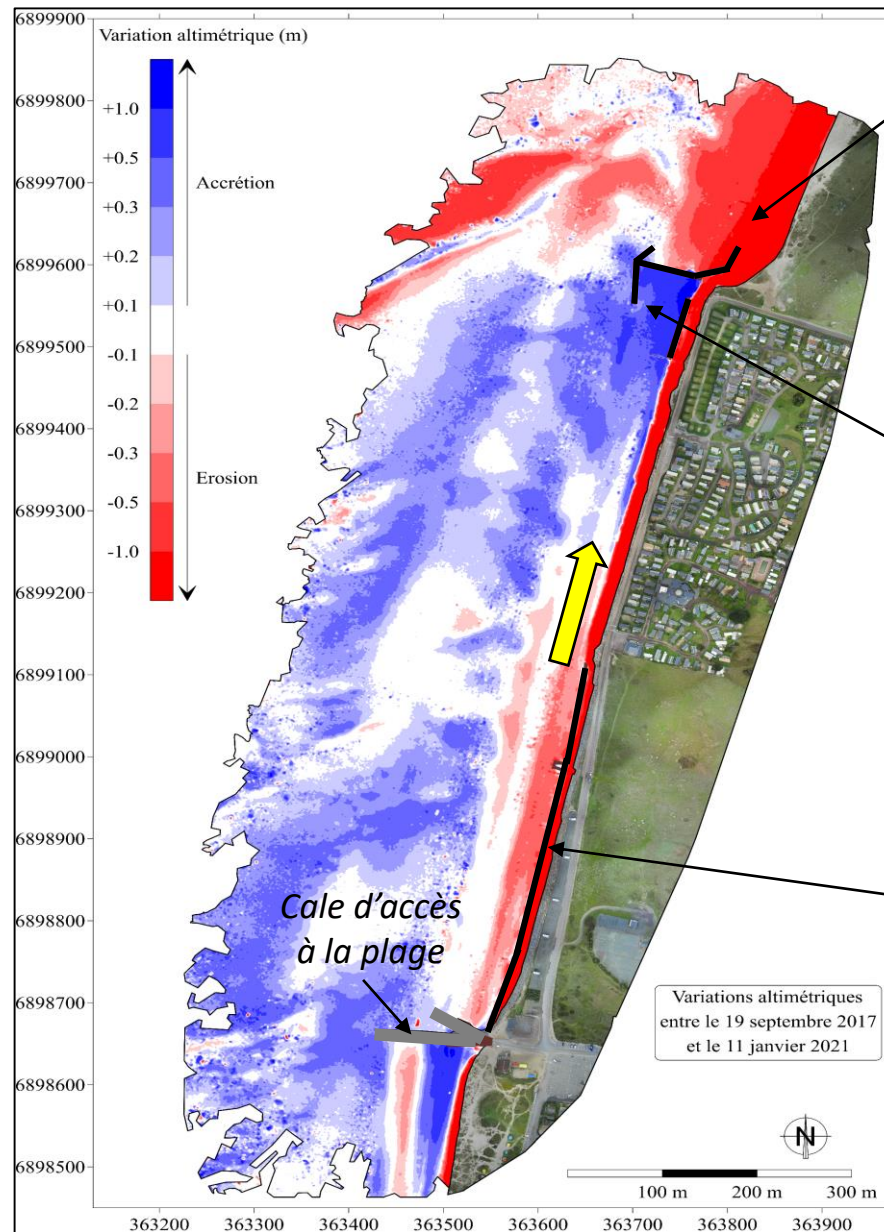 Variation altimétrique (m)
+1.0
+0.5
+0.3
+0.2
+0.1
-0.1
-0.2
-0.3
-0.5
-1.0
Accrétion
Erosion
6899900
6899800
6899700
6899600
6899500
6899400
6899300
6899200
6899100
6899000
6898900
6898800
6898700
6898600
6898500
Cale d'accès
à la plage
Variations altimétriques
entre le 19 septembre 2017
et le 11 janvier 2021
N
100 m 200 m 300 m
363200 363300 363400 363500 363600 363700 363800 363900